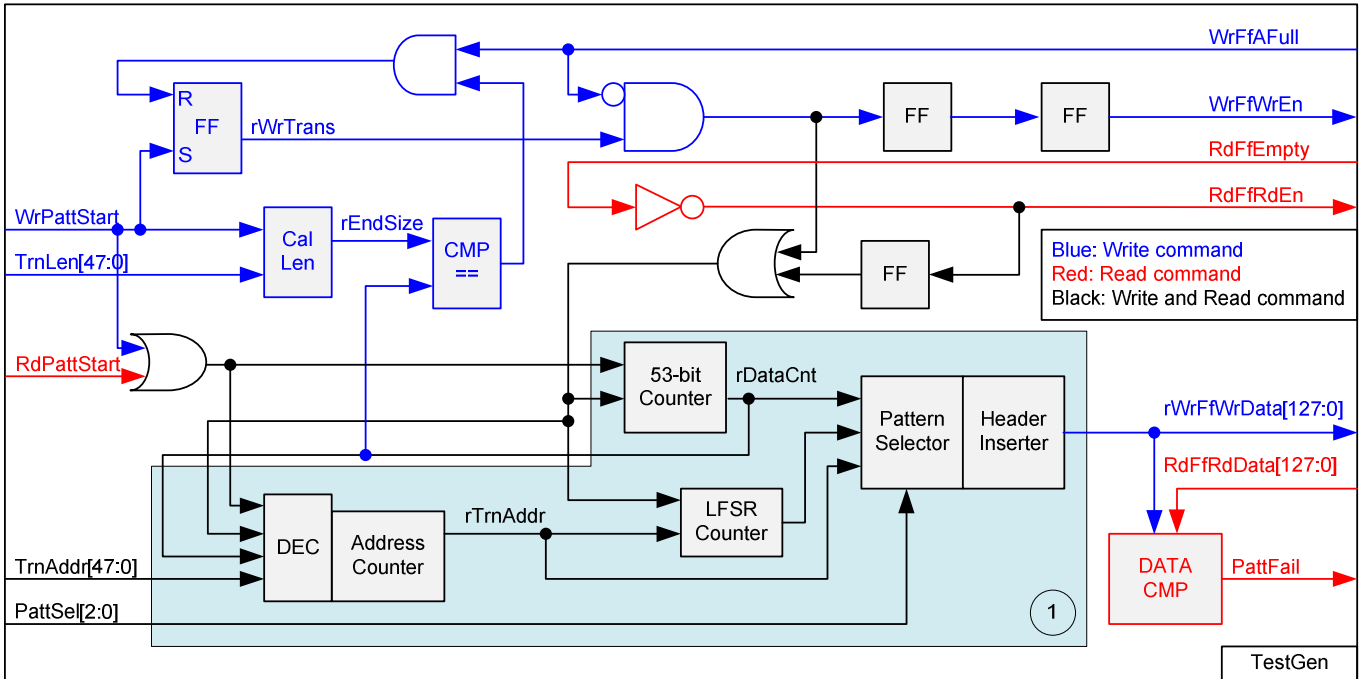 WrFfAFull
R
FF
S
rWrTrans
FF
FF
WrFfWrEn
RdFfEmpty
RdFfRdEn
WrPattStart
TrnLen[47:0]
Cal
Len
rEndSize
CMP
==
FF
Blue: Write command
Red: Read command
Black: Write and Read command
RdPattStart
53-bit
Counter
rDataCnt
Pattern
Selector
Header
Inserter
rWrFfWrData[127:0]
RdFfRdData[127:0]
LFSR
Counter
rTrnAddr
DEC
Address
Counter
TrnAddr[47:0]
PattSel[2:0]
DATA
CMP
PattFail
1
TestGen